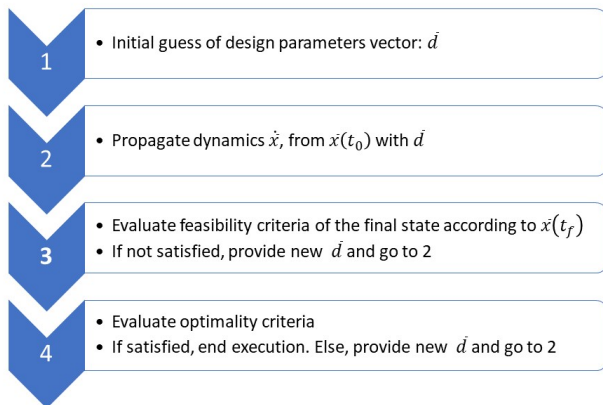 1
• Initial guess of design parameters vector: d̄
2
• Propagate dynamics ẋ, from x̄(t₀) with d̄
3
• Evaluate feasibility criteria of the final state according to x̄(t_f)
• If not satisfied, provide new d̄ and go to 2
4
• Evaluate optimality criteria
• If satisfied, end execution. Else, provide new d̄ and go to 2